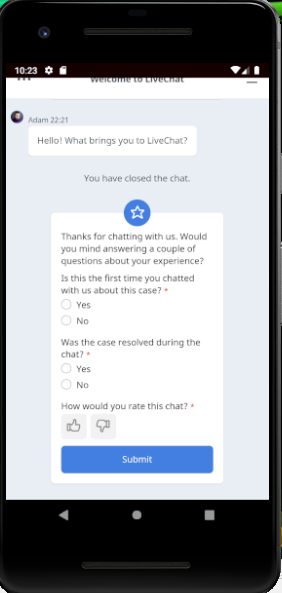 10:23
Welcome to LiveChat
Adam 22:21
Hello! What brings you to LiveChat?
You have closed the chat.
Thanks for chatting with us. Would
you mind answering a couple of
questions about your experience?
Is this the first time you chatted
with us about this case? *
Yes
No
Was the case resolved during the
chat? *
Yes
No
How would you rate this chat? *
Submit